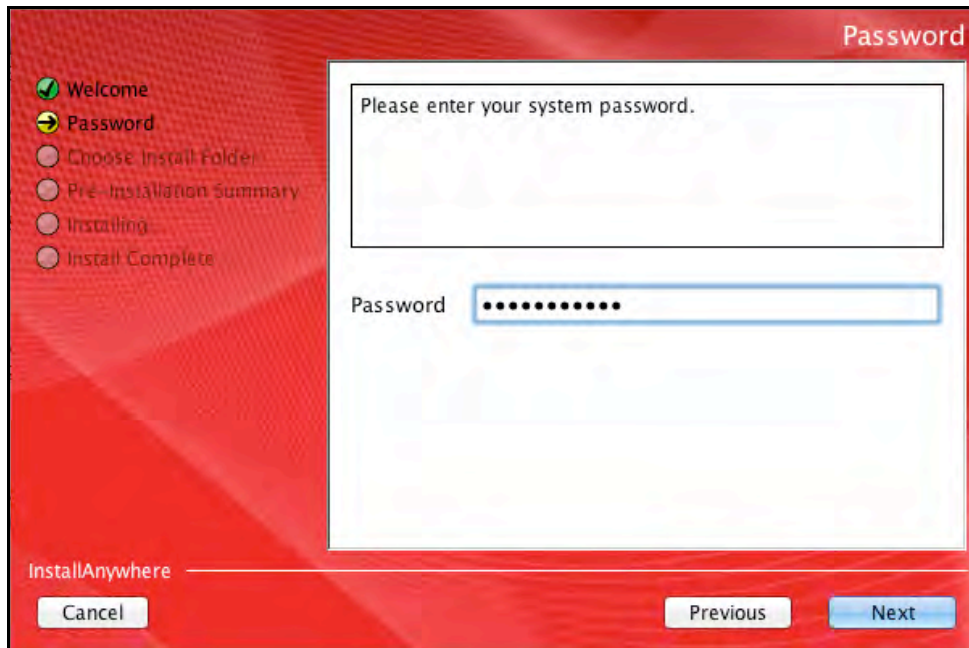 Password
Welcome
Password
Choose Install Folder
Pre-Installation Summary
Installing...
Install Complete
Please enter your system password.
Password •••••••••••
InstallAnywhere
Cancel Previous Next